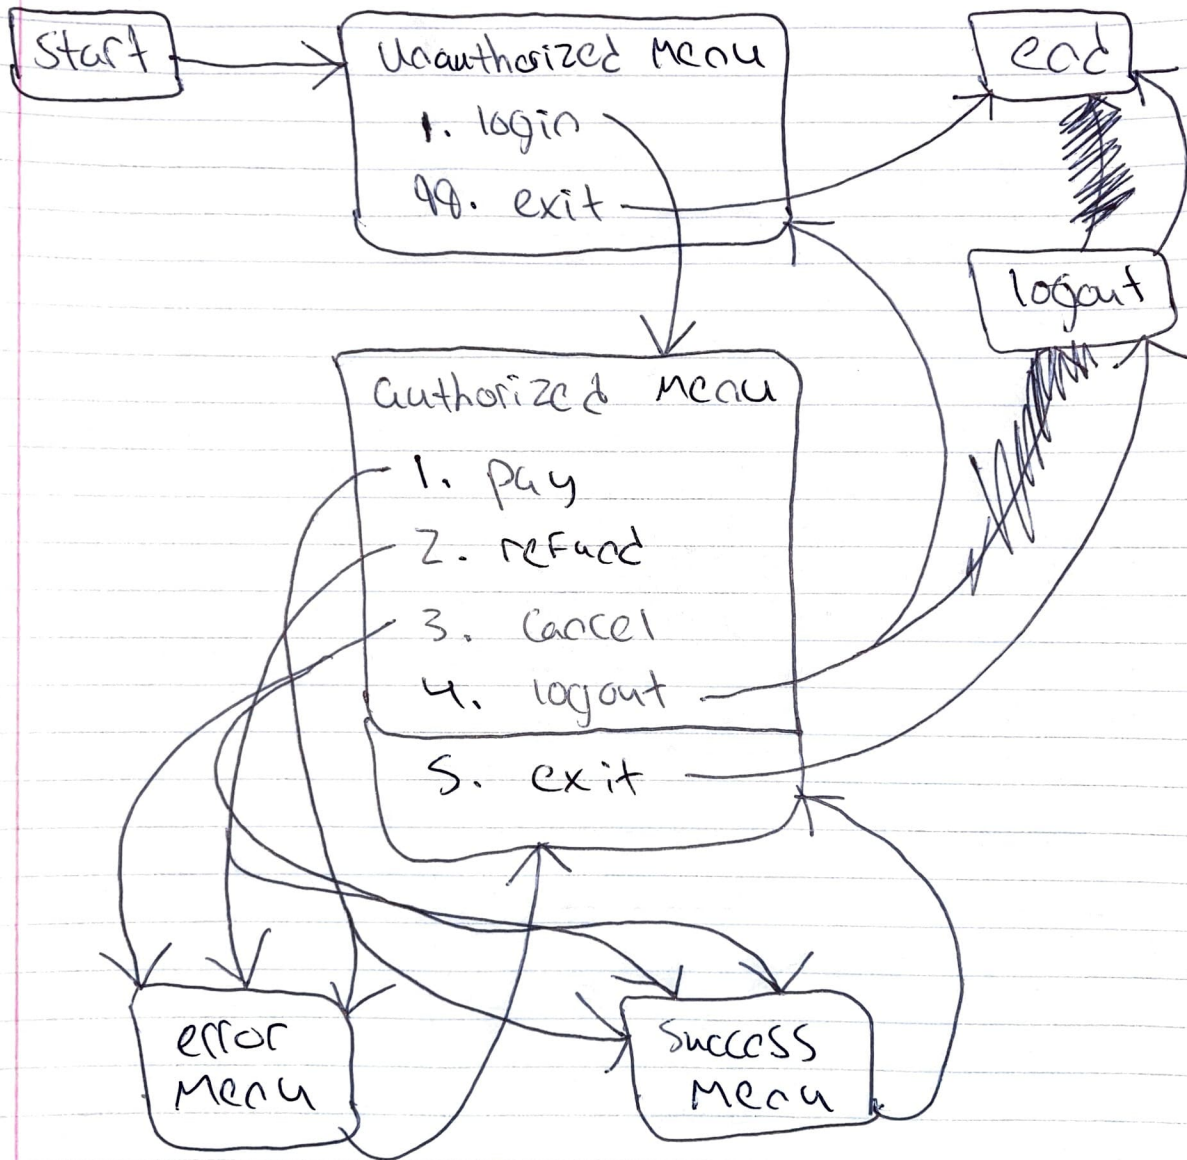 Start
Unauthorized Menu
1. login
99. exit
end
logout
authorized Menu
1. pay
2. refund
3. Cancel
4. logout
5. exit
error
Menu
Success
Menu